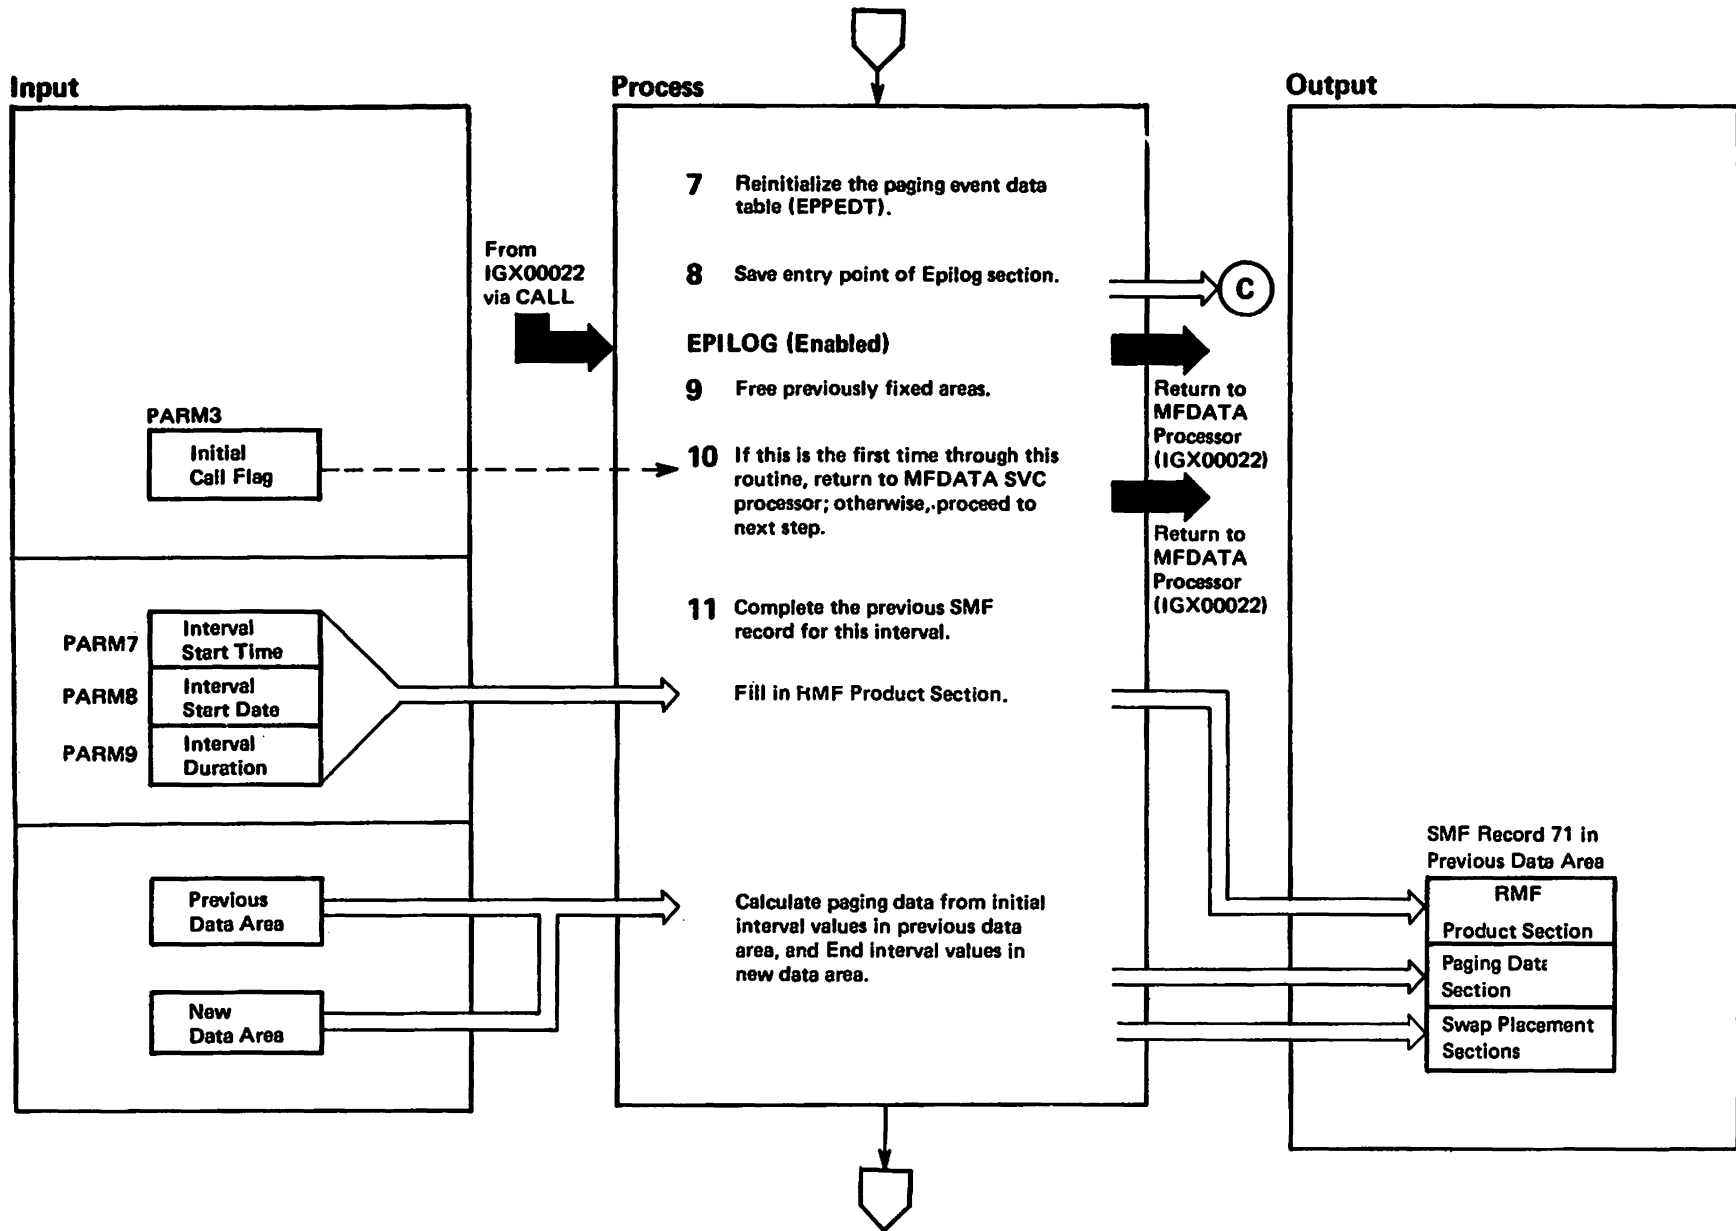 Input
Process
Output
7 Reinitialize the paging event data
table (EPPEDT).
From
IGX00022
via CALL
8 Save entry point of Epilog section.
C
EPILOG (Enabled)
9 Free previously fixed areas.
Return to
MFDATA
Processor
(IGX00022)
PARM3
Initial
Call Flag
10 If this is the first time through this
routine, return to MFDATA SVC
processor; otherwise, proceed to
next step.
Return to
MFDATA
Processor
(IGX00022)
11 Complete the previous SMF
record for this interval.
PARM7
Interval
Start Time
PARM8
Interval
Start Date
PARM9
Interval
Duration
Fill in RMF Product Section.
SMF Record 71 in
Previous Data Area
RMF
Product Section
Paging Data
Section
Swap Placement
Sections
Previous
Data Area
New
Data Area
Calculate paging data from initial
interval values in previous data
area, and End interval values in
new data area.